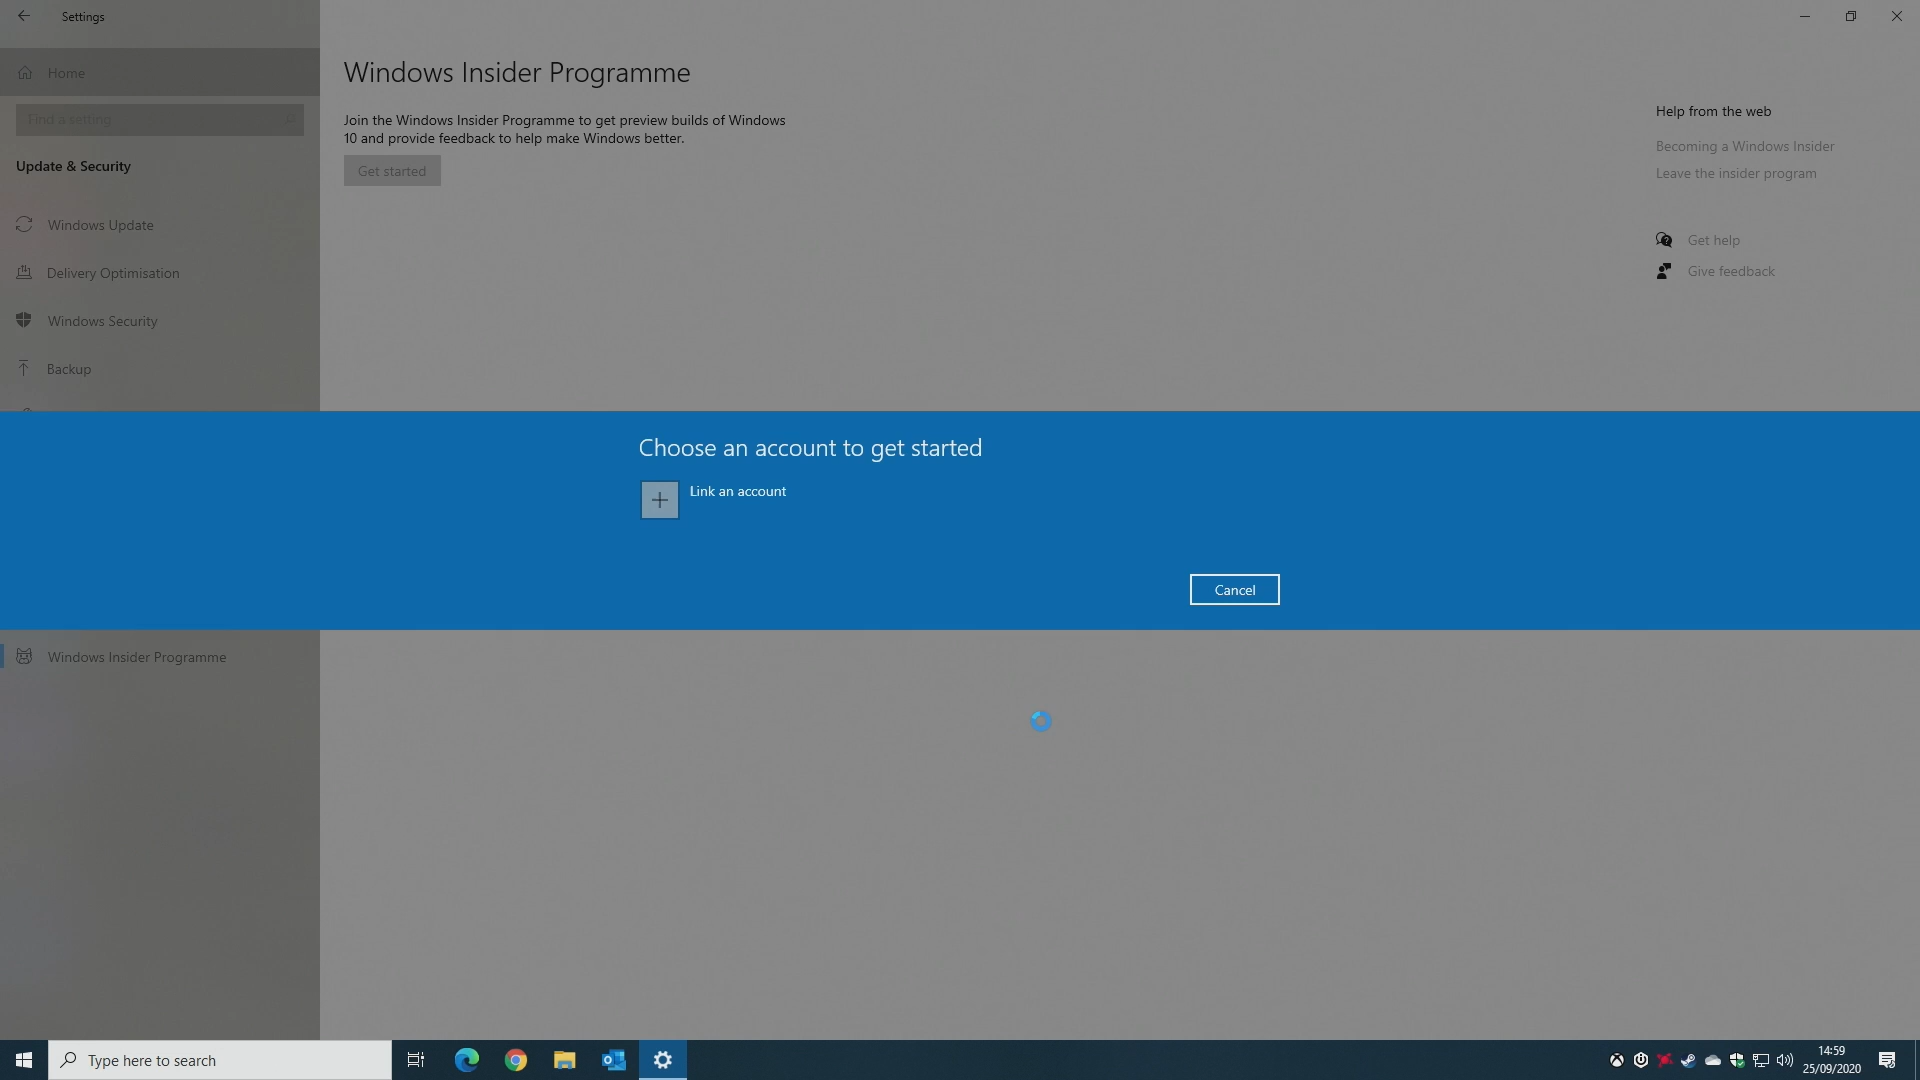 Settings
Home
Find a setting
Update & Security
Windows Update
Delivery Optimisation
Windows Security
Backup
Windows Insider Programme
Join the Windows Insider Programme to get preview builds of Windows
10 and provide feedback to help make Windows better.
Get started
Help from the web
Becoming a Windows Insider
Leave the insider program
Get help
Give feedback
Choose an account to get started
Link an account
Cancel
Windows Insider Programme
Type here to search
14:59
25/09/2020